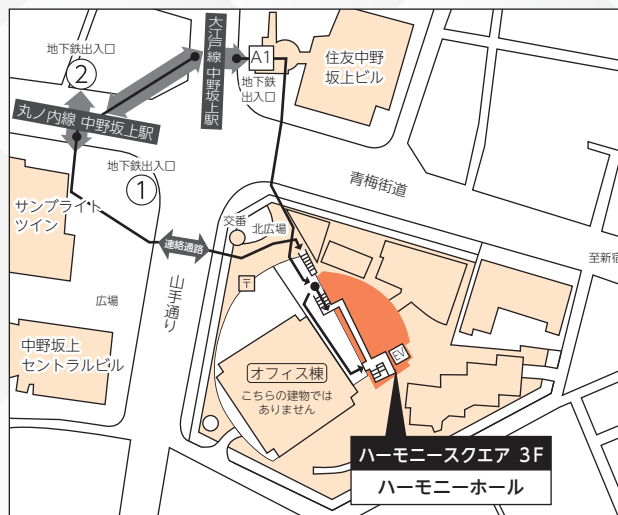 地下鉄出入口
②
大江戸線 中野坂上駅
A1
地下鉄
出入口
住友中野
坂上ビル
丸ノ内線 中野坂上駅
地下鉄出入口
①
青梅街道
サンブライト
ツイン
交番
北広場
連絡通路
至新宿
山手通り
〒
広場
中野坂上
セントラルビル
EV
オフィス棟
こちらの建物では
ありません
ハーモニースクエア 3F
ハーモニーホール